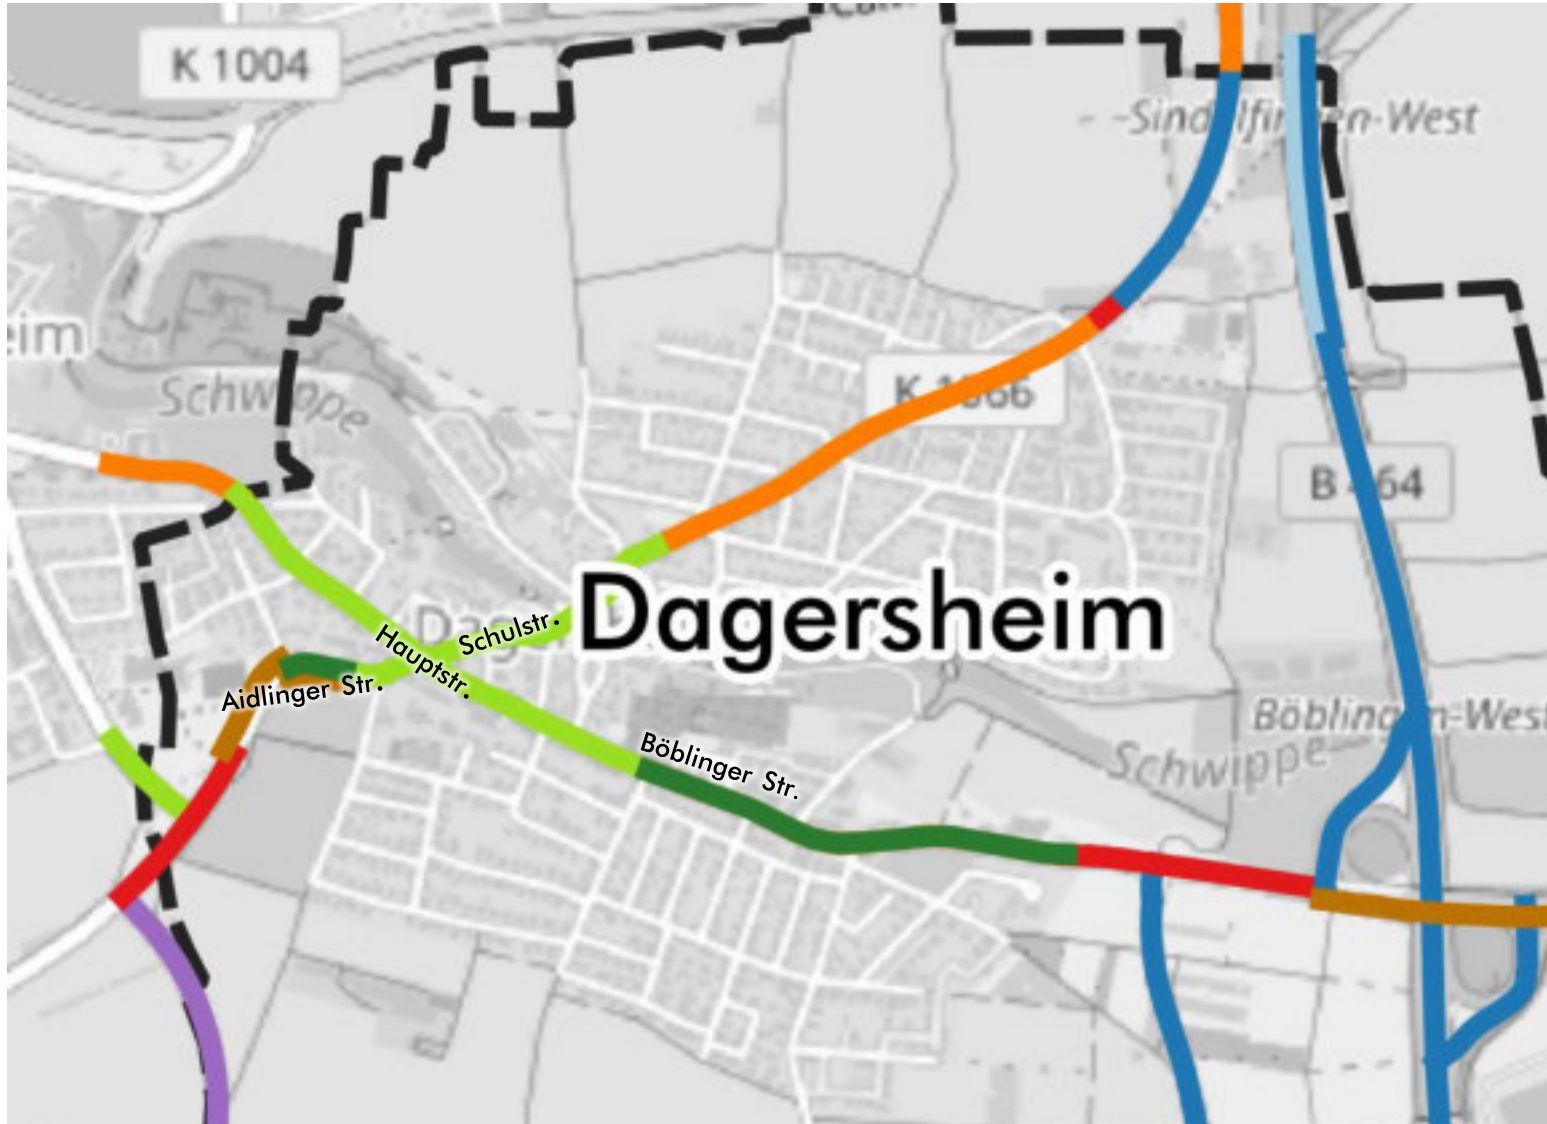 K 1004
Sindelfingen-West
eim
Schwippe
K 1066
B 464
Schulstr.
Dagersheim
Hauptstr.
Aidlinger Str.
Böblingen-West
Böblinger Str.
Schwippe